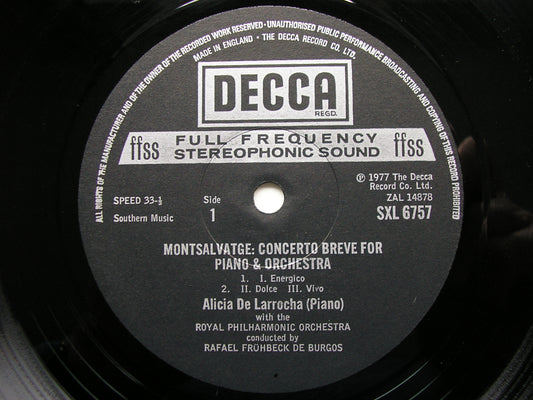 ALL RIGHTS OF THE MANUFACTURER AND OF THE OWNER OF THE RECORDED WORK RESERVED · UNAUTHORISED PUBLIC PERFORMANCE BROADCASTING AND COPYING OF THIS RECORD PROHIBITED
MADE IN ENGLAND · THE DECCA RECORD CO. LTD.
DECCA
REGD.
ffss FULL FREQUENCY ffss
STEREOPHONIC SOUND
SPEED 33-⅓ Side
Southern Music 1
℗ 1977 The Decca
Record Co. Ltd.
ZAL 14878
SXL 6757
MONTSALVATGE: CONCERTO BREVE FOR
PIANO & ORCHESTRA
1. I. Energico
2. II. Dolce III. Vivo
Alicia De Larrocha (Piano)
with the
ROYAL PHILHARMONIC ORCHESTRA
conducted by
RAFAEL FRÜHBECK DE BURGOS